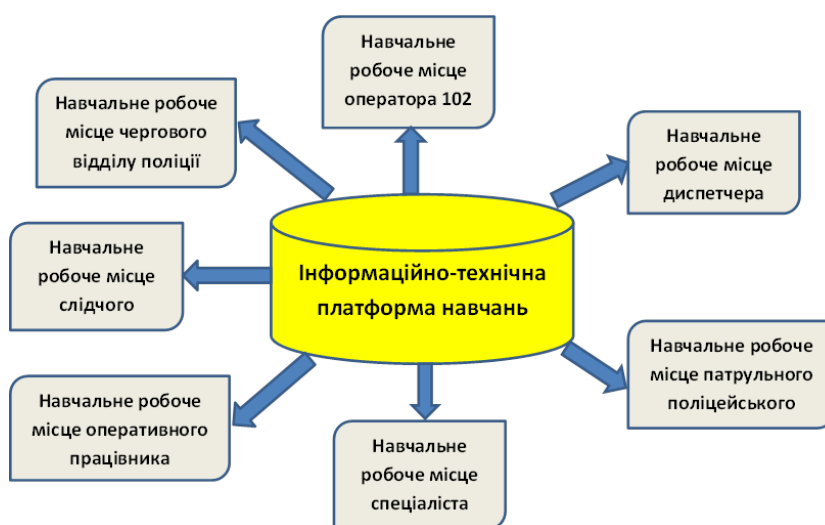 Навчальне
робоче місце
оператора 102
Навчальне робоче
місце чергового
відділу поліції
Навчальне
робоче місце
диспетчера
Навчальне
робоче місце
слідчого
Інформаційно-технічна
платформа навчань
Навчальне робоче
місце патрульного
поліцейського
Навчальне робоче
місце оперативного
працівника
Навчальне
робоче місце
спеціаліста